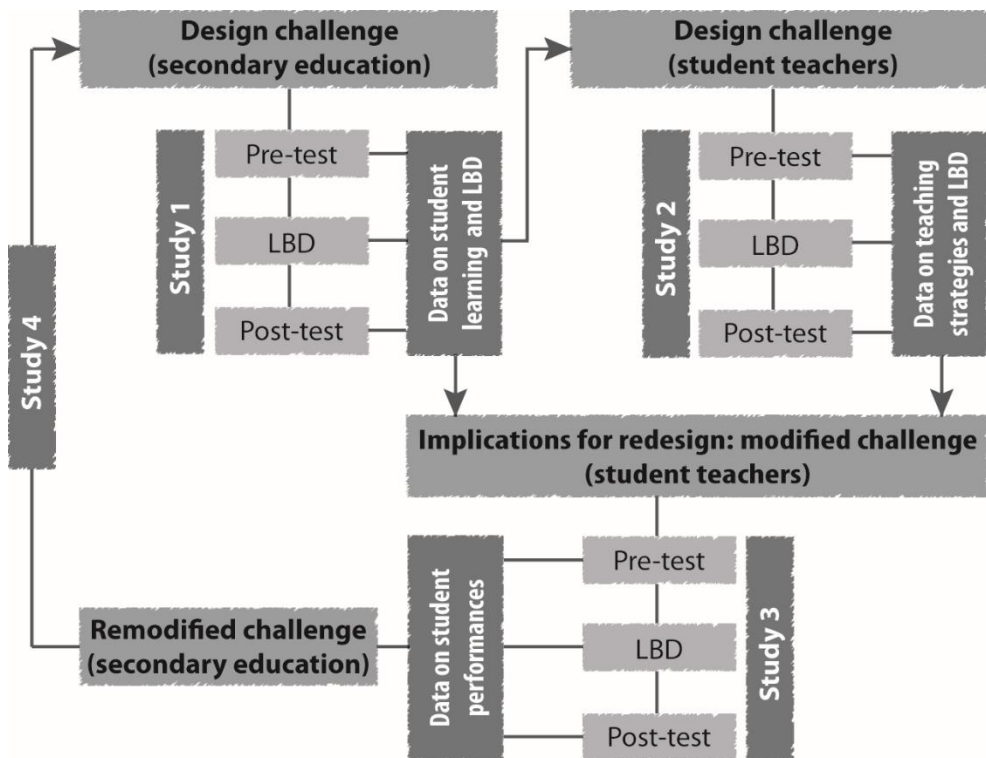 Design challenge
(secondary education)
Design challenge
(student teachers)
Study 1
Pre-test
LBD
Post-test
Data on student
learning and LBD
Study 2
Pre-test
LBD
Post-test
Data on teaching
strategies and LBD
Study 4
Implications for redesign: modified challenge
(student teachers)
Remodified challenge
(secondary education)
Data on student
performances
Pre-test
LBD
Post-test
Study 3